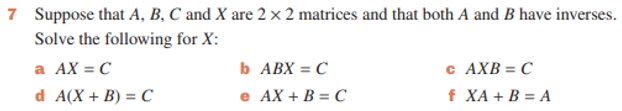 7 Suppose that A, B, C and X are 2 × 2 matrices and that both A and B have inverses.
Solve the following for X:
a AX = C b ABX = C c AXB = C
d A(X + B) = C e AX + B = C f XA + B = A